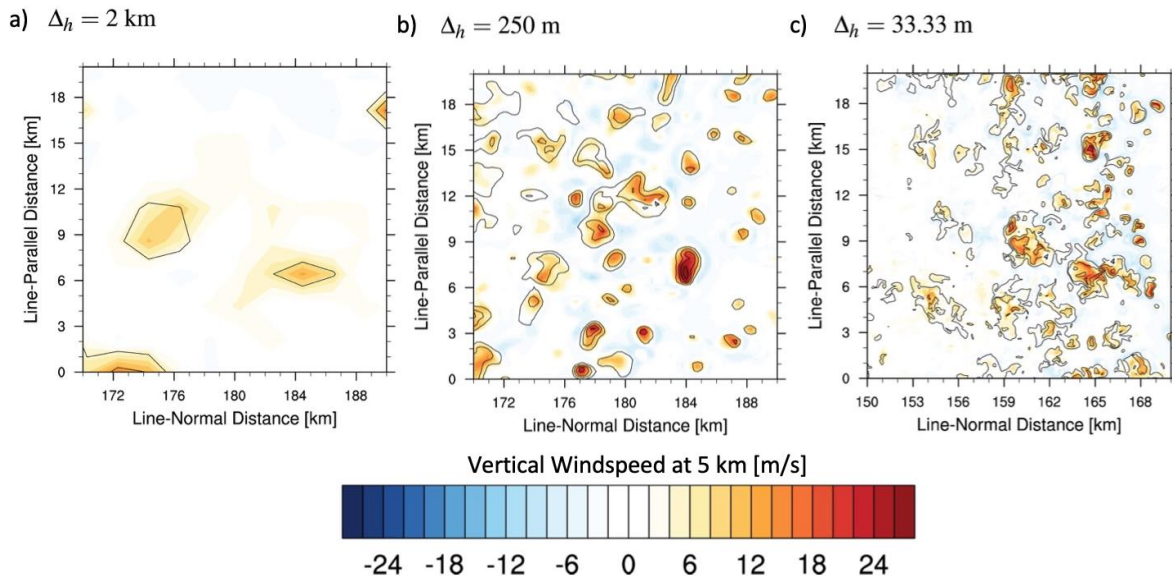 a) Δh = 2 km
b) Δh = 250 m
c) Δh = 33.33 m
Line-Parallel Distance [km]
18
15
12
9
6
3
0
172 176 180 184 188
Line-Normal Distance [km]
Line-Parallel Distance [km]
18
15
12
9
6
3
0
172 176 180 184 188
Line-Normal Distance [km]
Line-Parallel Distance [km]
18
15
12
9
6
3
0
150 153 156 159 162 165 168
Line-Normal Distance [km]
Vertical Windspeed at 5 km [m/s]
-24 -18 -12 -6 0 6 12 18 24